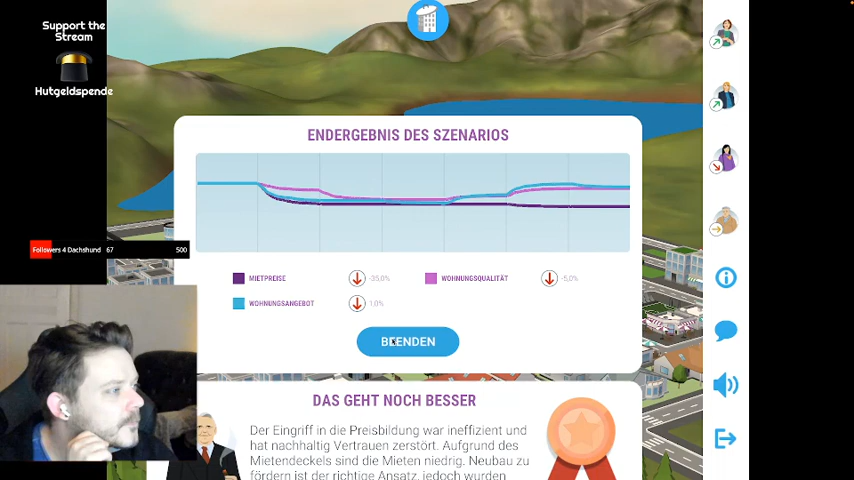 Support the
Stream
Hutgeldspende
ENDERGEBNIS DES SZENARIOS
Followers 4 Dachshund 67 500
MIETPREISE -35,0% WOHNUNGSQUALITÄT -5,0%
WOHNUNGSANGEBOT 1,0%
BEENDEN
DAS GEHT NOCH BESSER
Der Eingriff in die Preisbildung war ineffizient und
hat nachhaltig Vertrauen zerstört. Aufgrund des
Mietendeckels sind die Mieten niedrig. Neubau zu
fördern ist der richtige Ansatz, jedoch wurden